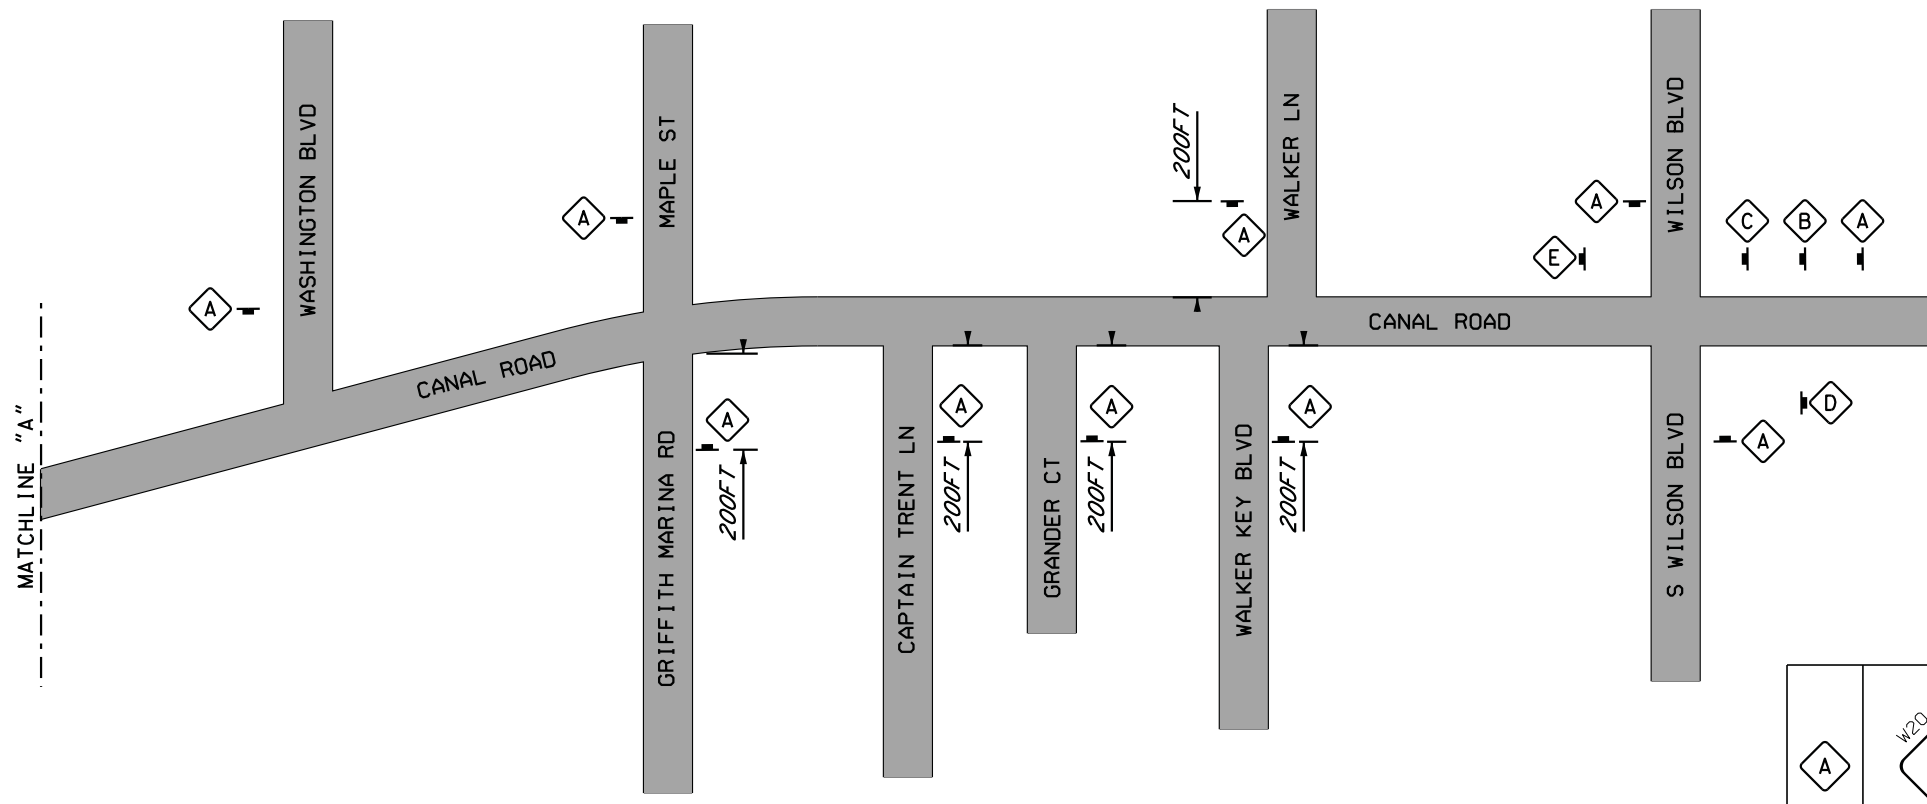 WASHINGTON BLVD
MAPLE ST
WALKER LN
WILSON BLVD
200FT
A
A
A
A
A
E
C
B
A
CANAL ROAD
CANAL ROAD
MATCHLINE "A"
GRIFFITH MARINA RD
A
200FT
CAPTAIN TRENT LN
A
200FT
GRANDER CT
A
200FT
WALKER KEY BLVD
A
200FT
S WILSON BLVD
A
D
A
W20